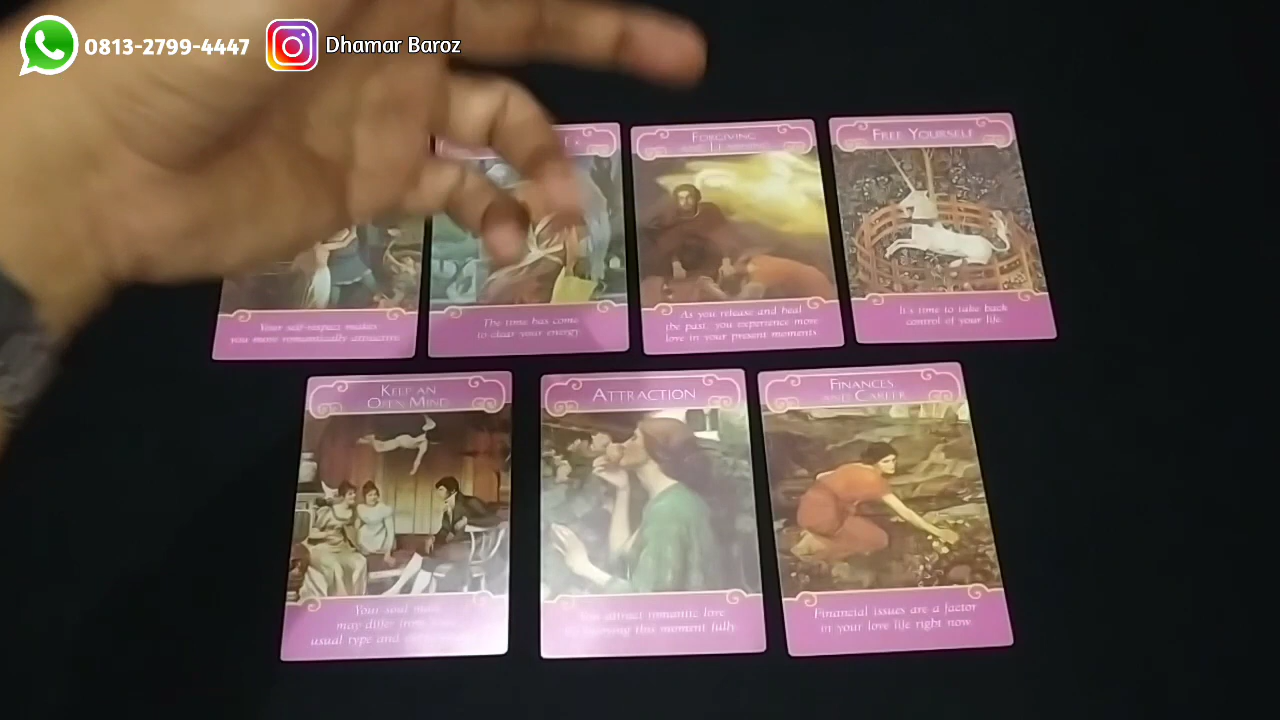 0813-2799-4447
Dhamar Baroz
FORGIVING
AND LEARNING
FREE YOURSELF
Your self-respect makes
you more romantically attractive.
The time has come
to clear your energy.
As you release and heal
the past, you experience more
love in your present moments.
It's time to take back
control of your life.
KEEP AN
OPEN MIND
ATTRACTION
FINANCES
AND CAREER
Your soul mate
may differ from your
usual type and
attract romantic love
this moment fully.
Financial issues are a factor
in your love life right now.